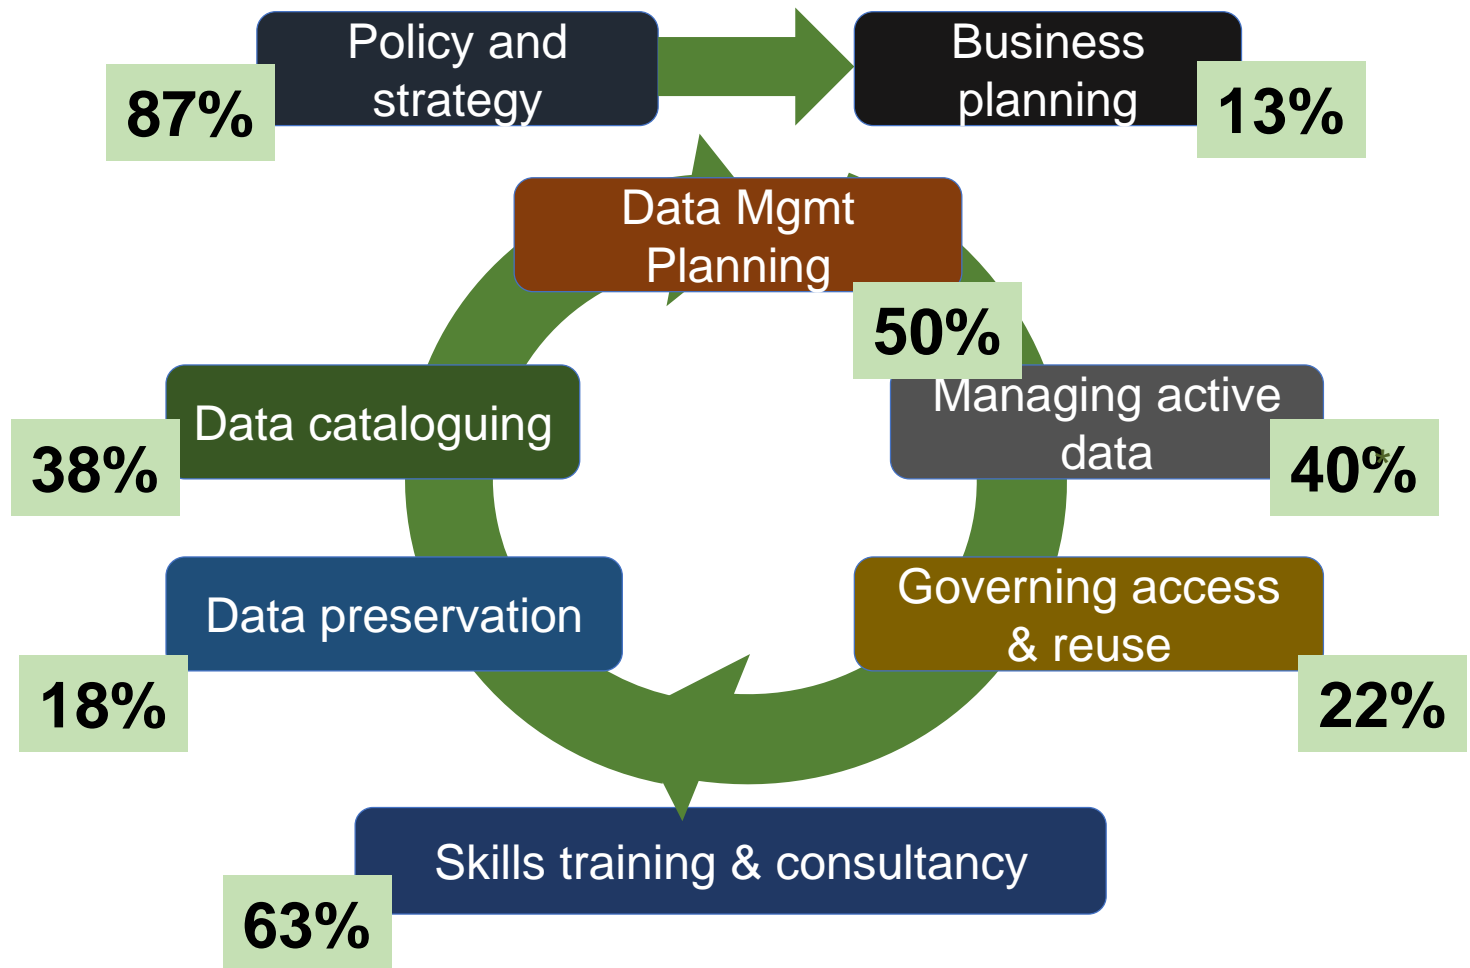 Policy and
strategy
87%
Business
planning
13%
Data Mgmt
Planning
50%
Data cataloguing
38%
Managing active
data
40%
*
Data preservation
18%
Governing access
& reuse
22%
Skills training & consultancy
63%